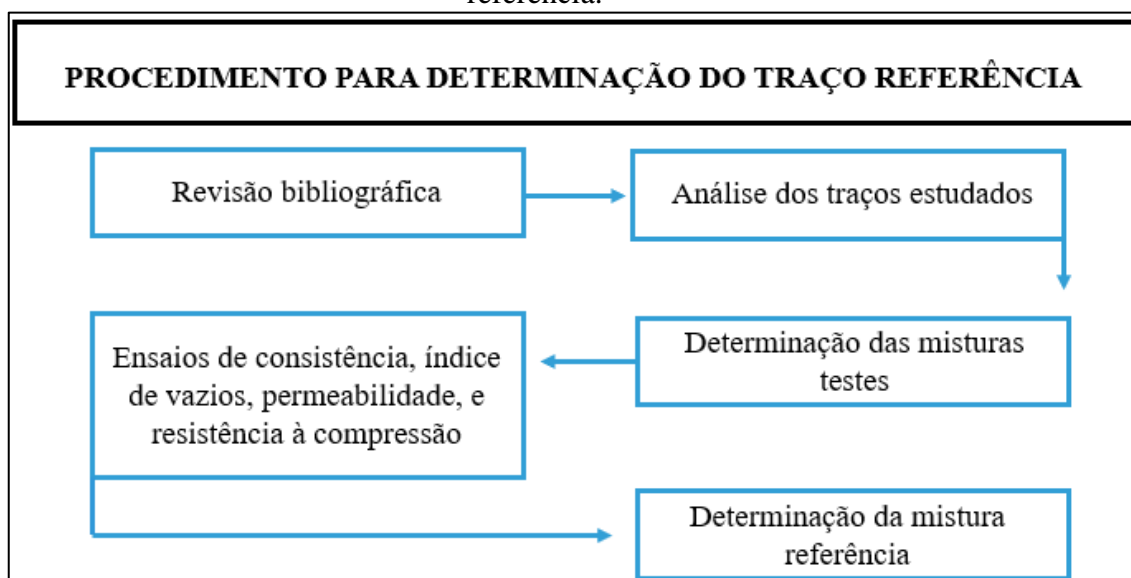 referência.
PROCEDIMENTO PARA DETERMINAÇÃO DO TRAÇO REFERÊNCIA
Revisão bibliográfica
Análise dos traços estudados
Determinação das misturas
testes
Ensaios de consistência, índice
de vazios, permeabilidade, e
resistência à compressão
Determinação da mistura
referência